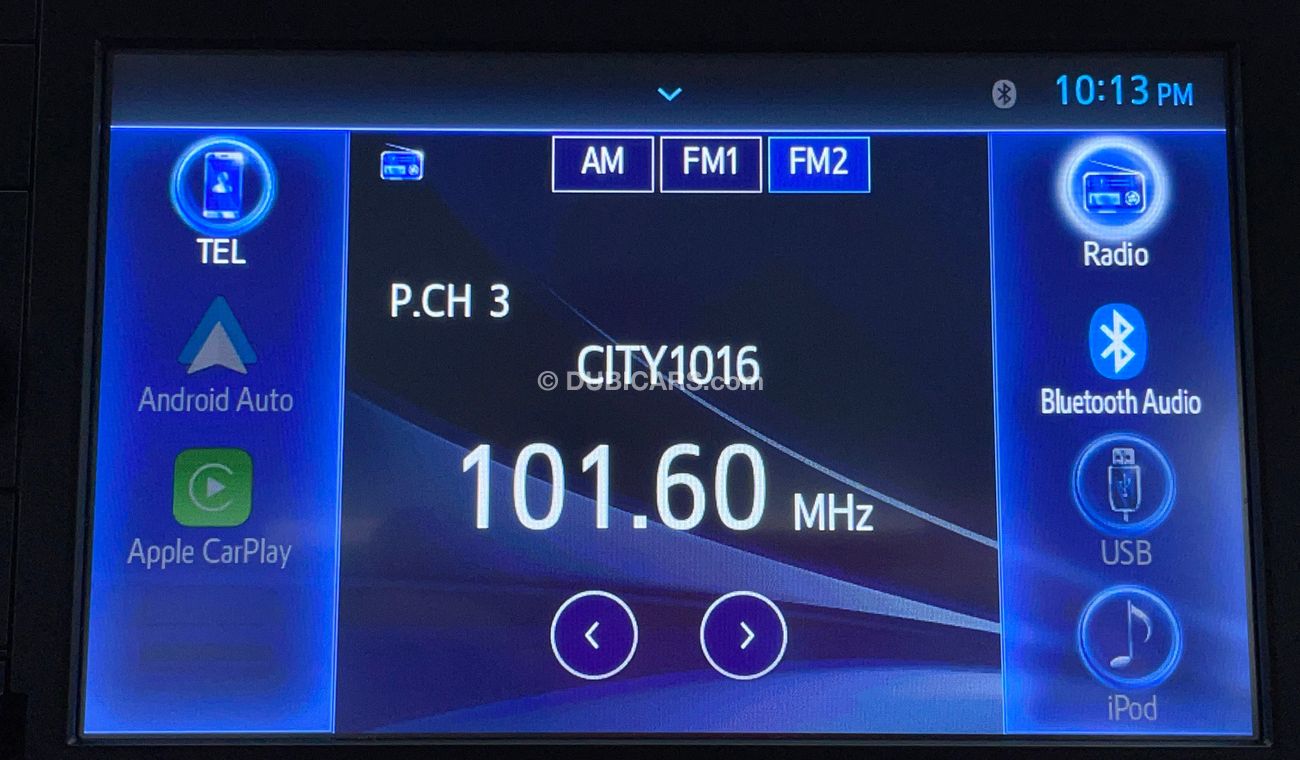 10:13 PM
AM FM1 FM2
TEL
Radio
P.CH 3
CITY1016
© DUBICARS.com
Android Auto
Bluetooth Audio
101.60 MHz
Apple CarPlay
USB
iPod